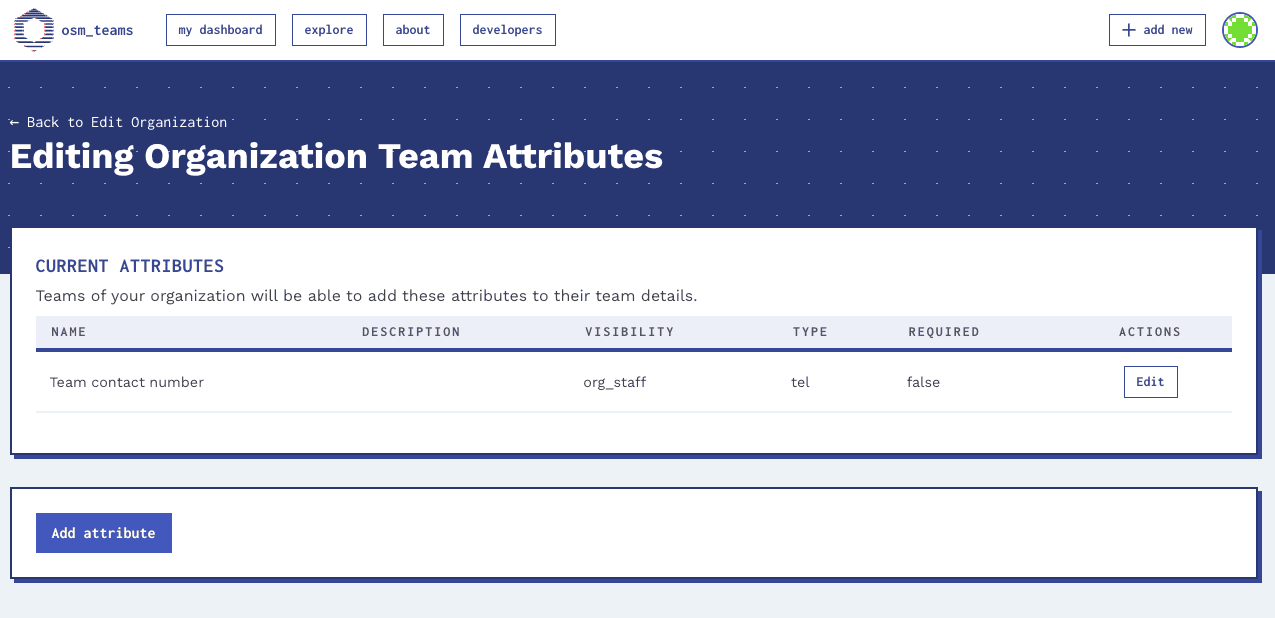 osm_teams my dashboard explore about developers + add new
← Back to Edit Organization
Editing Organization Team Attributes
CURRENT ATTRIBUTES
Teams of your organization will be able to add these attributes to their team details.
NAME DESCRIPTION VISIBILITY TYPE REQUIRED ACTIONS
Team contact number org_staff tel false Edit
Add attribute